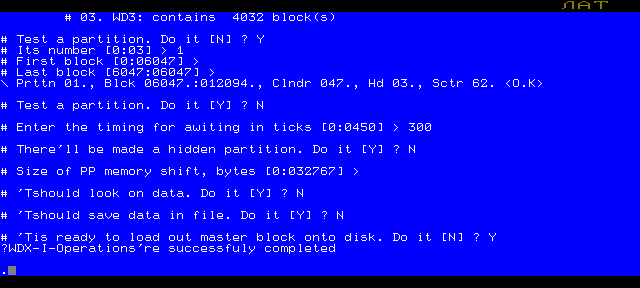 ЛАТ
# 03. WD3: contains  4032 block(s)
# Test a partition. Do it [N] ? Y
# Its number [0:03] > 1
# First block [0:06047] >
# Last block [6047:06047] >
\ Prttn 01., Blck 06047.:012094., Clndr 047., Hd 03., Sctr 62. <O.K>
# Test a partition. Do it [Y] ? N
# Enter the timing for awiting in ticks [0:0450] > 300
# There'll be made a hidden partition. Do it [Y] ? N
# Size of PP memory shift, bytes [0:032767] >
# 'Tshould look on data. Do it [Y] ? N
# 'Tshould save data in file. Do it [Y] ? N
# 'Tis ready to load out master block onto disk. Do it [N] ? Y
?WDX-I-Operations're successfuly completed
.